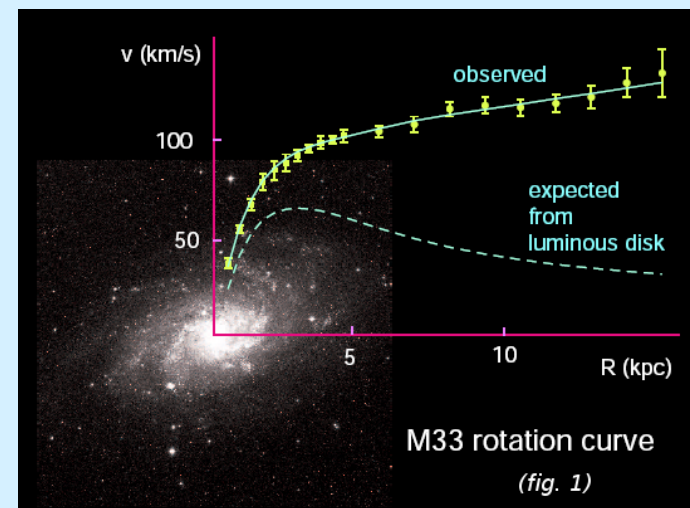 v (km/s)
observed
100
expected
from
luminous disk
50
5
10
R (kpc)
M33 rotation curve
(fig. 1)